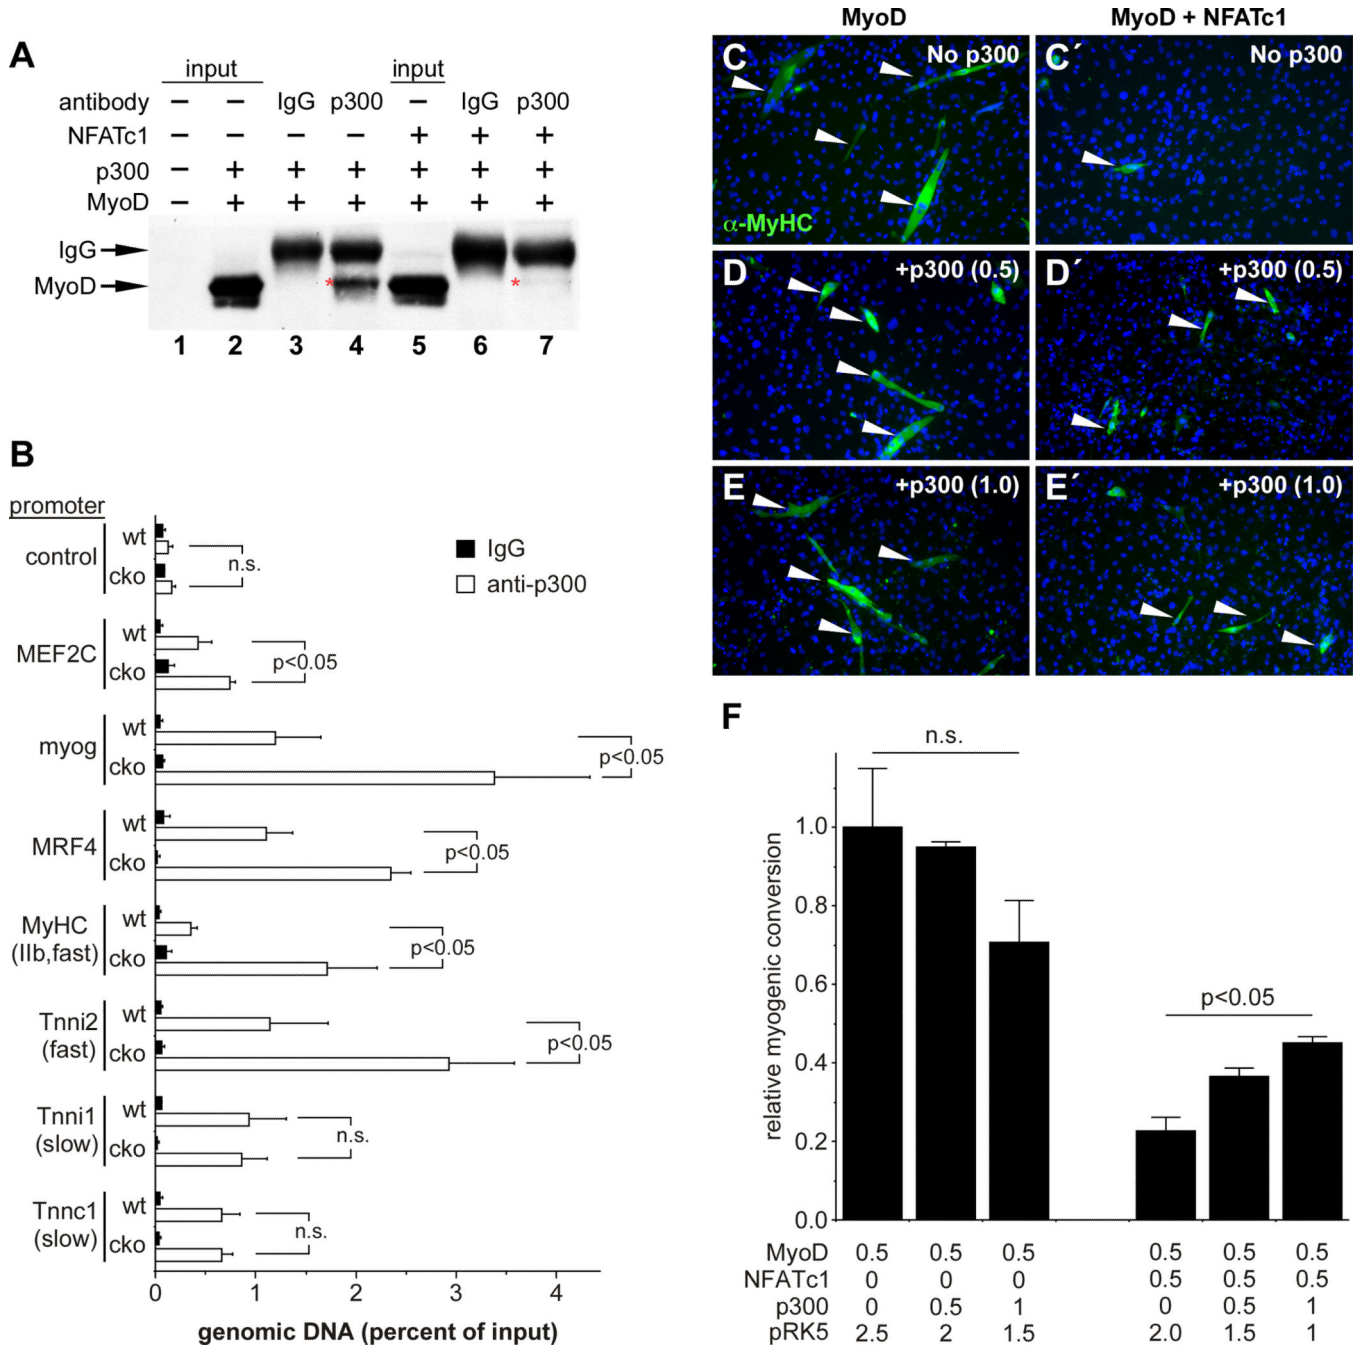 A
input input
antibody – – IgG p300 – IgG p300
NFATc1 – – – – + + +
p300 – + + + + + +
MyoD – + + + + + +
IgG
MyoD
* *
1 2 3 4 5 6 7
B
promoter
control wt cko n.s.
MEF2C wt cko p<0.05
myog wt cko p<0.05
MRF4 wt cko p<0.05
MyHC (IIb,fast) wt cko p<0.05
Tnni2 (fast) wt cko p<0.05
Tnni1 (slow) wt cko n.s.
Tnnc1 (slow) wt cko n.s.
IgG
anti-p300
0 1 2 3 4
genomic DNA (percent of input)
MyoD MyoD + NFATc1
C No p300
α-MyHC
C´ No p300
D +p300 (0.5)
D´ +p300 (0.5)
E +p300 (1.0)
E´ +p300 (1.0)
F
n.s.
p<0.05
relative myogenic conversion
1.0
0.8
0.6
0.4
0.2
0.0
MyoD 0.5 0.5 0.5 0.5 0.5 0.5
NFATc1 0 0 0 0.5 0.5 0.5
p300 0 0.5 1 0 0.5 1
pRK5 2.5 2 1.5 2.0 1.5 1